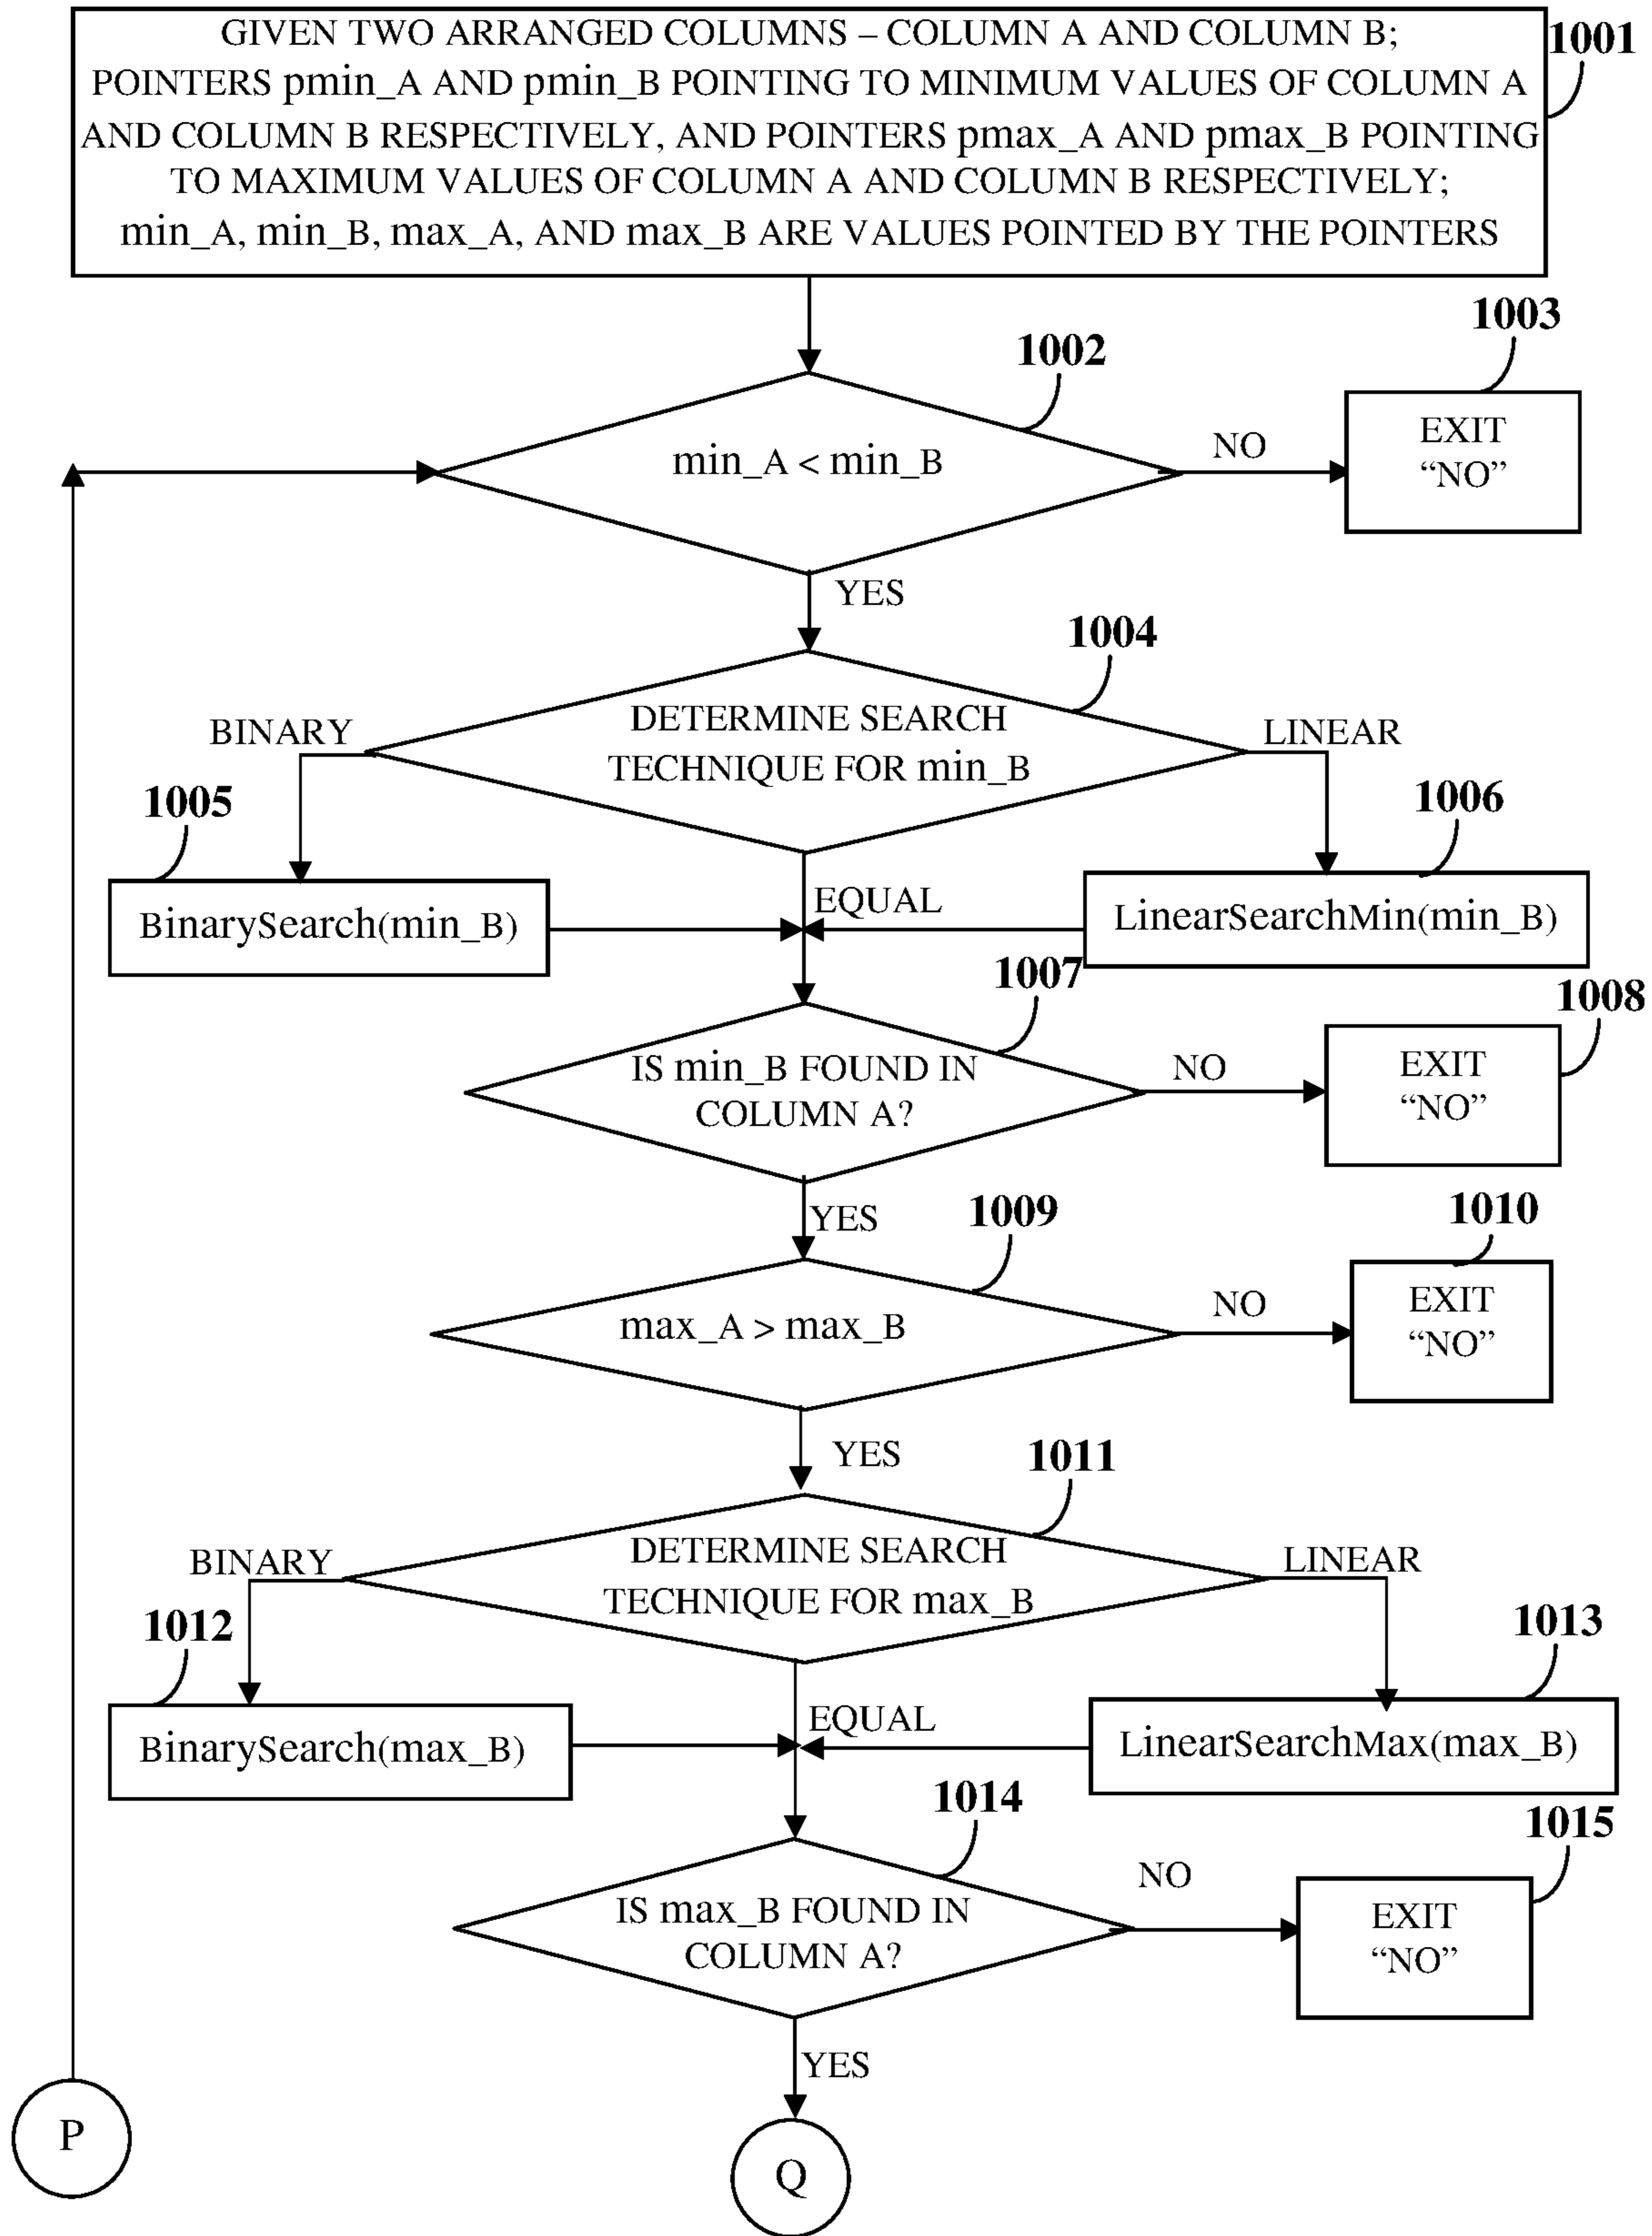 GIVEN TWO ARRANGED COLUMNS – COLUMN A AND COLUMN B;
POINTERS pmin_A AND pmin_B POINTING TO MINIMUM VALUES OF COLUMN A
AND COLUMN B RESPECTIVELY, AND POINTERS pmax_A AND pmax_B POINTING
TO MAXIMUM VALUES OF COLUMN A AND COLUMN B RESPECTIVELY;
min_A, min_B, max_A, AND max_B ARE VALUES POINTED BY THE POINTERS
1001
1002
1003
min_A < min_B
NO
EXIT
“NO”
YES
1004
DETERMINE SEARCH
TECHNIQUE FOR min_B
BINARY
LINEAR
1005
1006
BinarySearch(min_B)
EQUAL
LinearSearchMin(min_B)
1007
1008
IS min_B FOUND IN
COLUMN A?
NO
EXIT
“NO”
YES
1009
1010
max_A > max_B
NO
EXIT
“NO”
YES
1011
DETERMINE SEARCH
TECHNIQUE FOR max_B
BINARY
LINEAR
1012
1013
BinarySearch(max_B)
EQUAL
LinearSearchMax(max_B)
1014
1015
IS max_B FOUND IN
COLUMN A?
NO
EXIT
“NO”
YES
P
Q